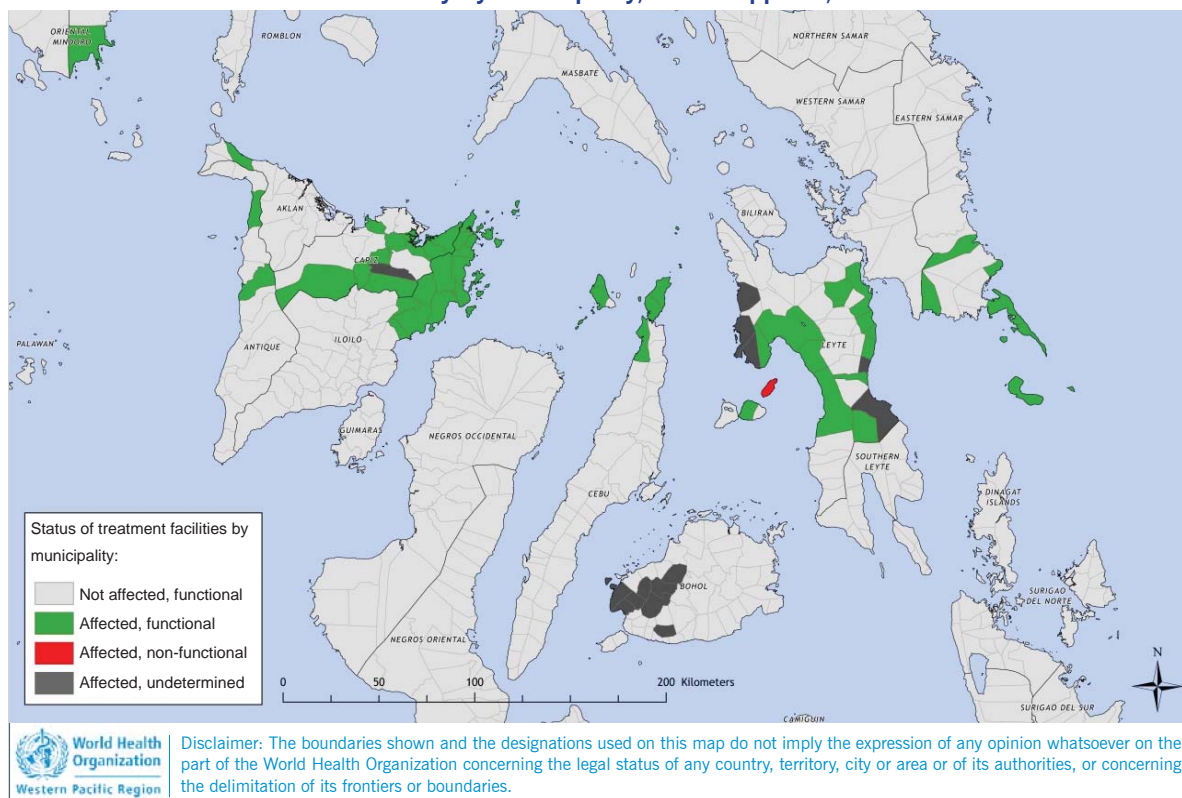 ORIENTAL
MINDORO
ROMBLON
MASBATE
NORTHERN SAMAR
WESTERN SAMAR
EASTERN SAMAR
BILIRAN
AKLAN
CAPIZ
PALAWAN
ANTIQUE
ILOILO
LEYTE
GUIMARAS
NEGROS OCCIDENTAL
SOUTHERN
LEYTE
CEBU
DINAGAT
ISLANDS
BOHOL
SURIGAO
DEL NORTE
NEGROS ORIENTAL
SURIGAO DEL SUR
CAMIGUIN
Status of treatment facilities by
municipality:
Not affected, functional
Affected, functional
Affected, non-functional
Affected, undetermined
0 50 100 200 Kilometers
N
World Health
Organization
Western Pacific Region
Disclaimer: The boundaries shown and the designations used on this map do not imply the expression of any opinion whatsoever on the
part of the World Health Organization concerning the legal status of any country, territory, city or area or of its authorities, or concerning
the delimitation of its frontiers or boundaries.